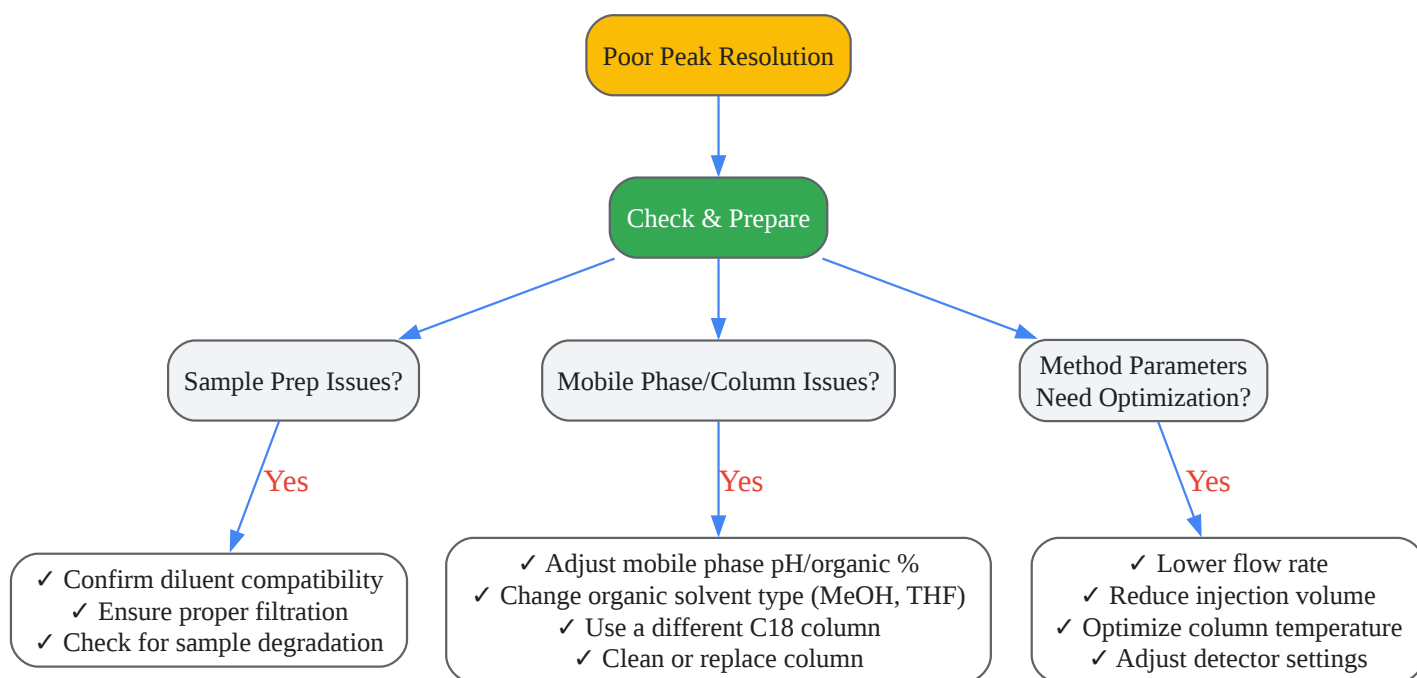 Poor Peak Resolution
Check & Prepare
Sample Prep Issues?
Mobile Phase/Column Issues?
Method Parameters
Need Optimization?
Yes
Yes
Yes
✓ Confirm diluent compatibility
✓ Ensure proper filtration
✓ Check for sample degradation
✓ Adjust mobile phase pH/organic %
✓ Change organic solvent type (MeOH, THF)
✓ Use a different C18 column
✓ Clean or replace column
✓ Lower flow rate
✓ Reduce injection volume
✓ Optimize column temperature
✓ Adjust detector settings